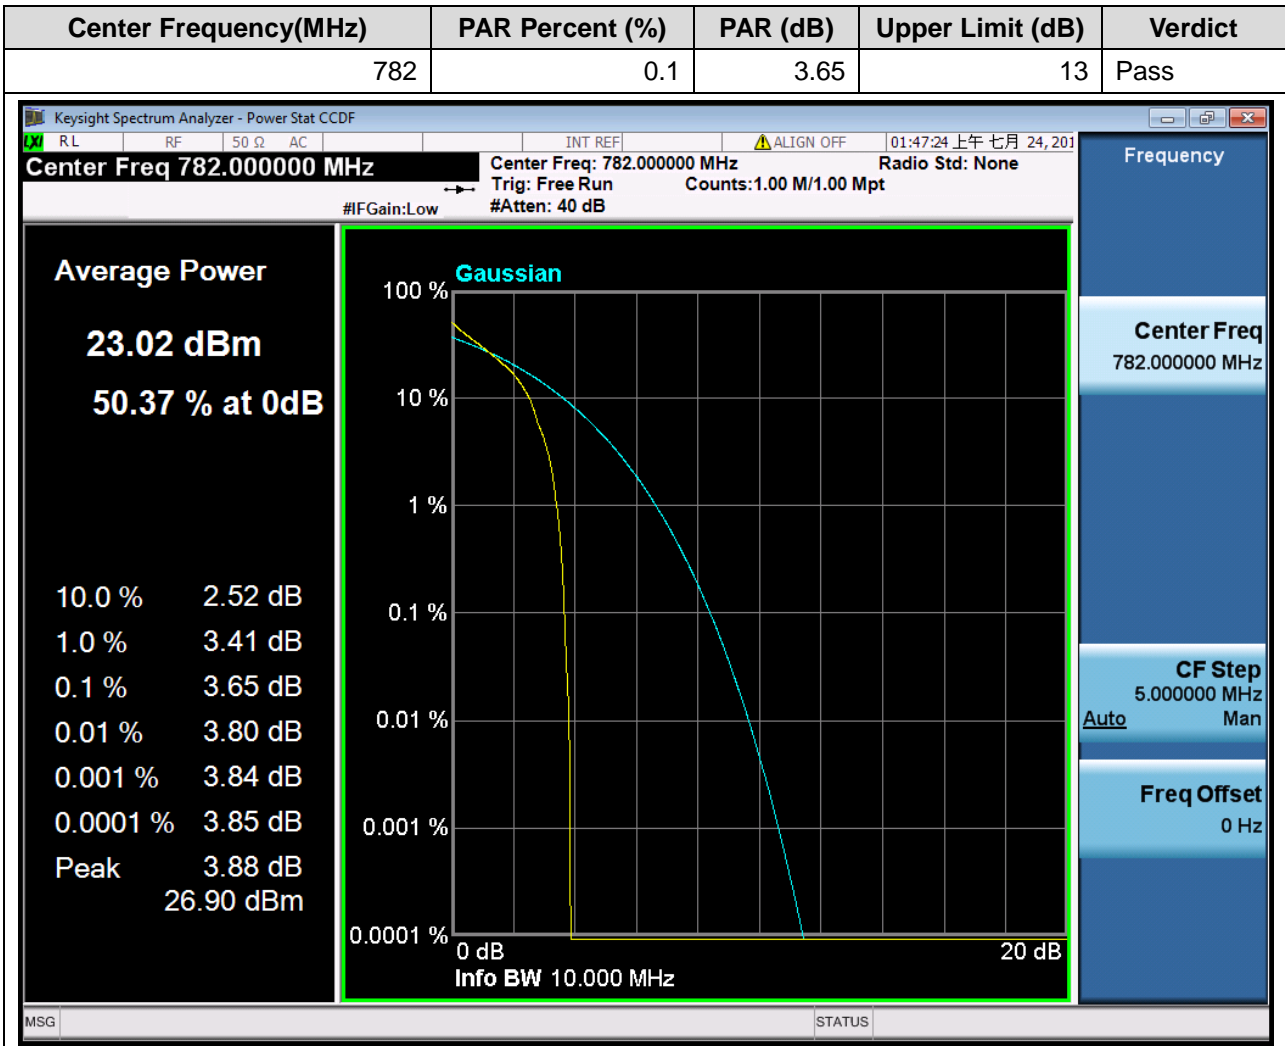 Center Frequency(MHz) PAR Percent (%) PAR (dB) Upper Limit (dB) Verdict
782 0.1 3.65 13 Pass
Keysight Spectrum Analyzer - Power Stat CCDF
LXI RL RF 50 Ω AC INT REF ALIGN OFF 01:47:24 上午 七月 24, 201
Center Freq 782.000000 MHz
Center Freq: 782.000000 MHz Radio Std: None
Trig: Free Run Counts:1.00 M/1.00 Mpt
#IFGain:Low #Atten: 40 dB
Frequency
Average Power
23.02 dBm
50.37 % at 0dB
10.0 % 2.52 dB
1.0 % 3.41 dB
0.1 % 3.65 dB
0.01 % 3.80 dB
0.001 % 3.84 dB
0.0001 % 3.85 dB
Peak 3.88 dB
26.90 dBm
Gaussian
100 %
10 %
1 %
0.1 %
0.01 %
0.001 %
0.0001 %
0 dB 20 dB
Info BW 10.000 MHz
Center Freq
782.000000 MHz
CF Step
5.000000 MHz
Auto Man
Freq Offset
0 Hz
MSG STATUS